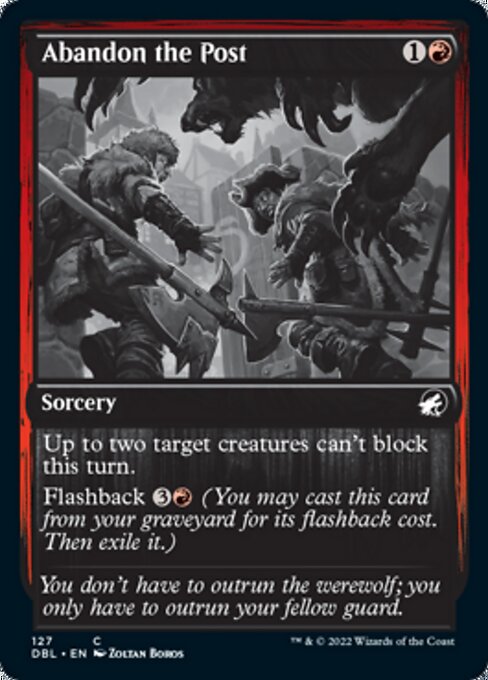 Abandon the Post 1
Sorcery
Up to two target creatures can't block
this turn.
Flashback 3 (You may cast this card
from your graveyard for its flashback cost.
Then exile it.)
You don't have to outrun the werewolf; you
only have to outrun your fellow guard.
127 C
DBL • EN Zoltan Boros
™ & © 2022 Wizards of the Coast